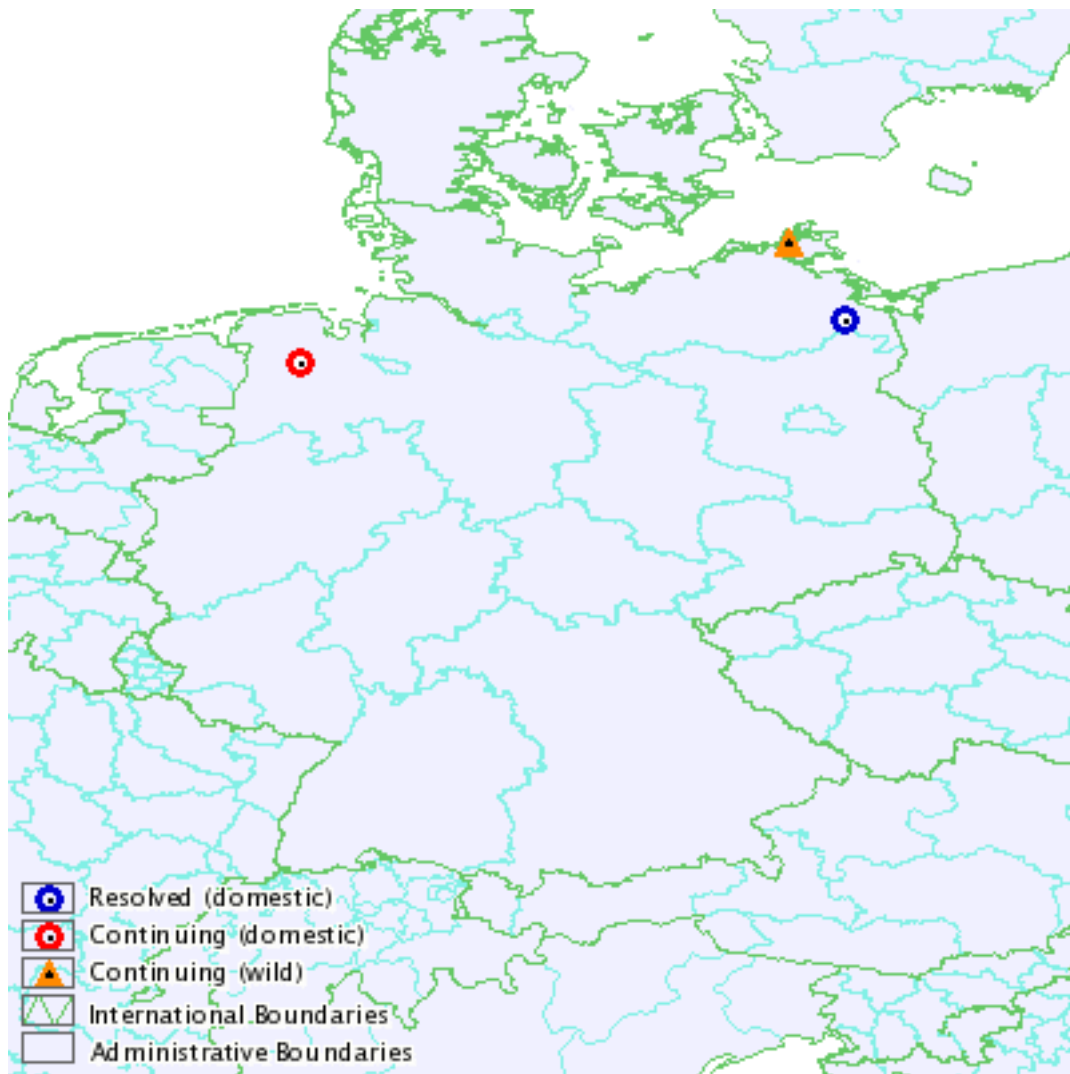 Resolved (domestic)
Continuing (domestic)
Continuing (wild)
International Boundaries
Administrative Boundaries